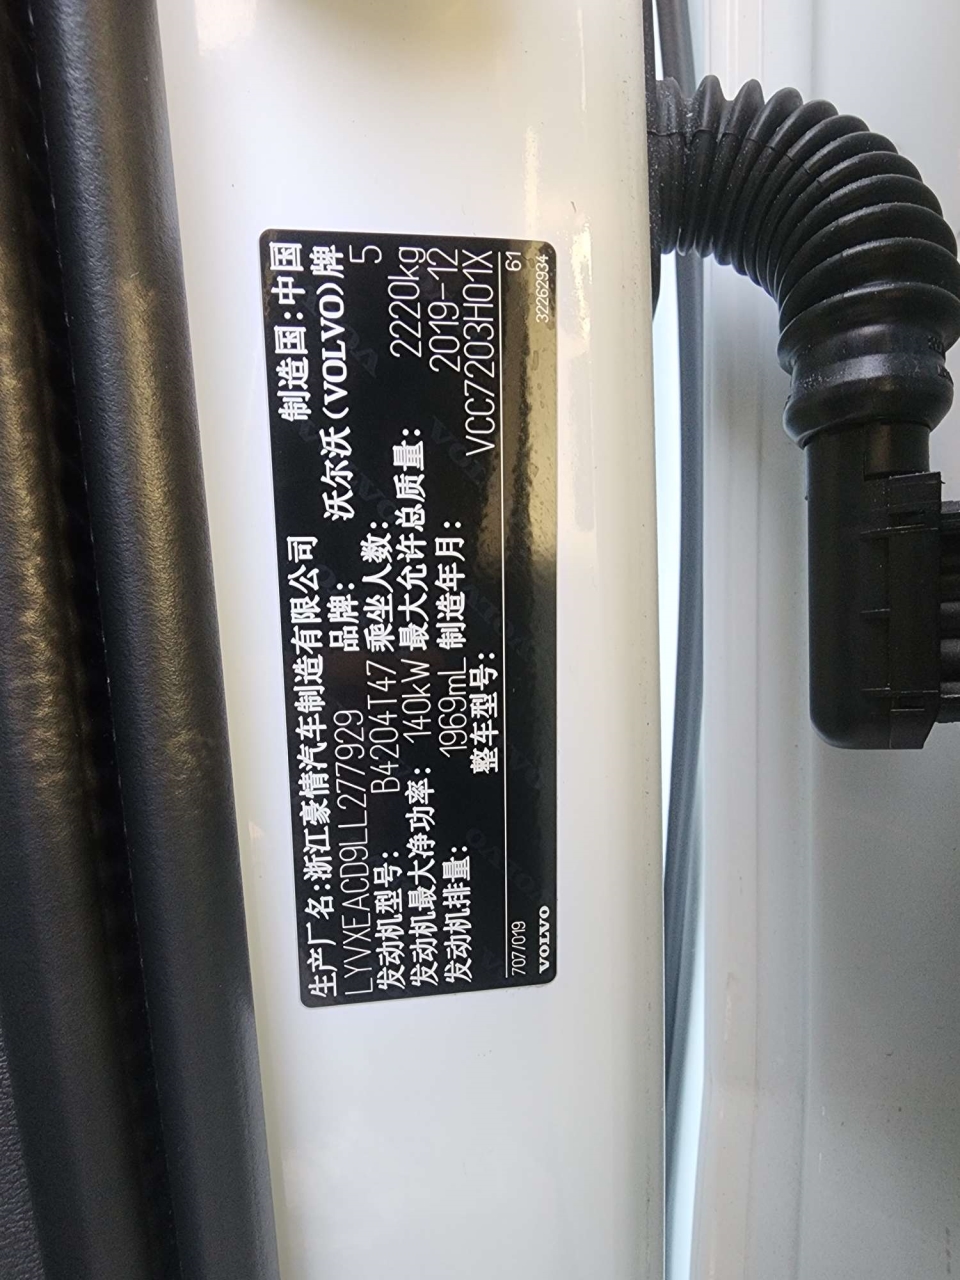 生产厂名:浙江豪情汽车制造有限公司 制造国:中国
LYVXEACD9LL277929 品牌: 沃尔沃(VOLVO)牌
发动机型号: B4204T47 乘坐人数: 5
发动机最大净功率: 140kW 最大允许总质量: 2220kg
发动机排量: 1969mL 制造年月: 2019-12
整车型号: VCC7203H01X
707/019 61
VOLVO 32262934